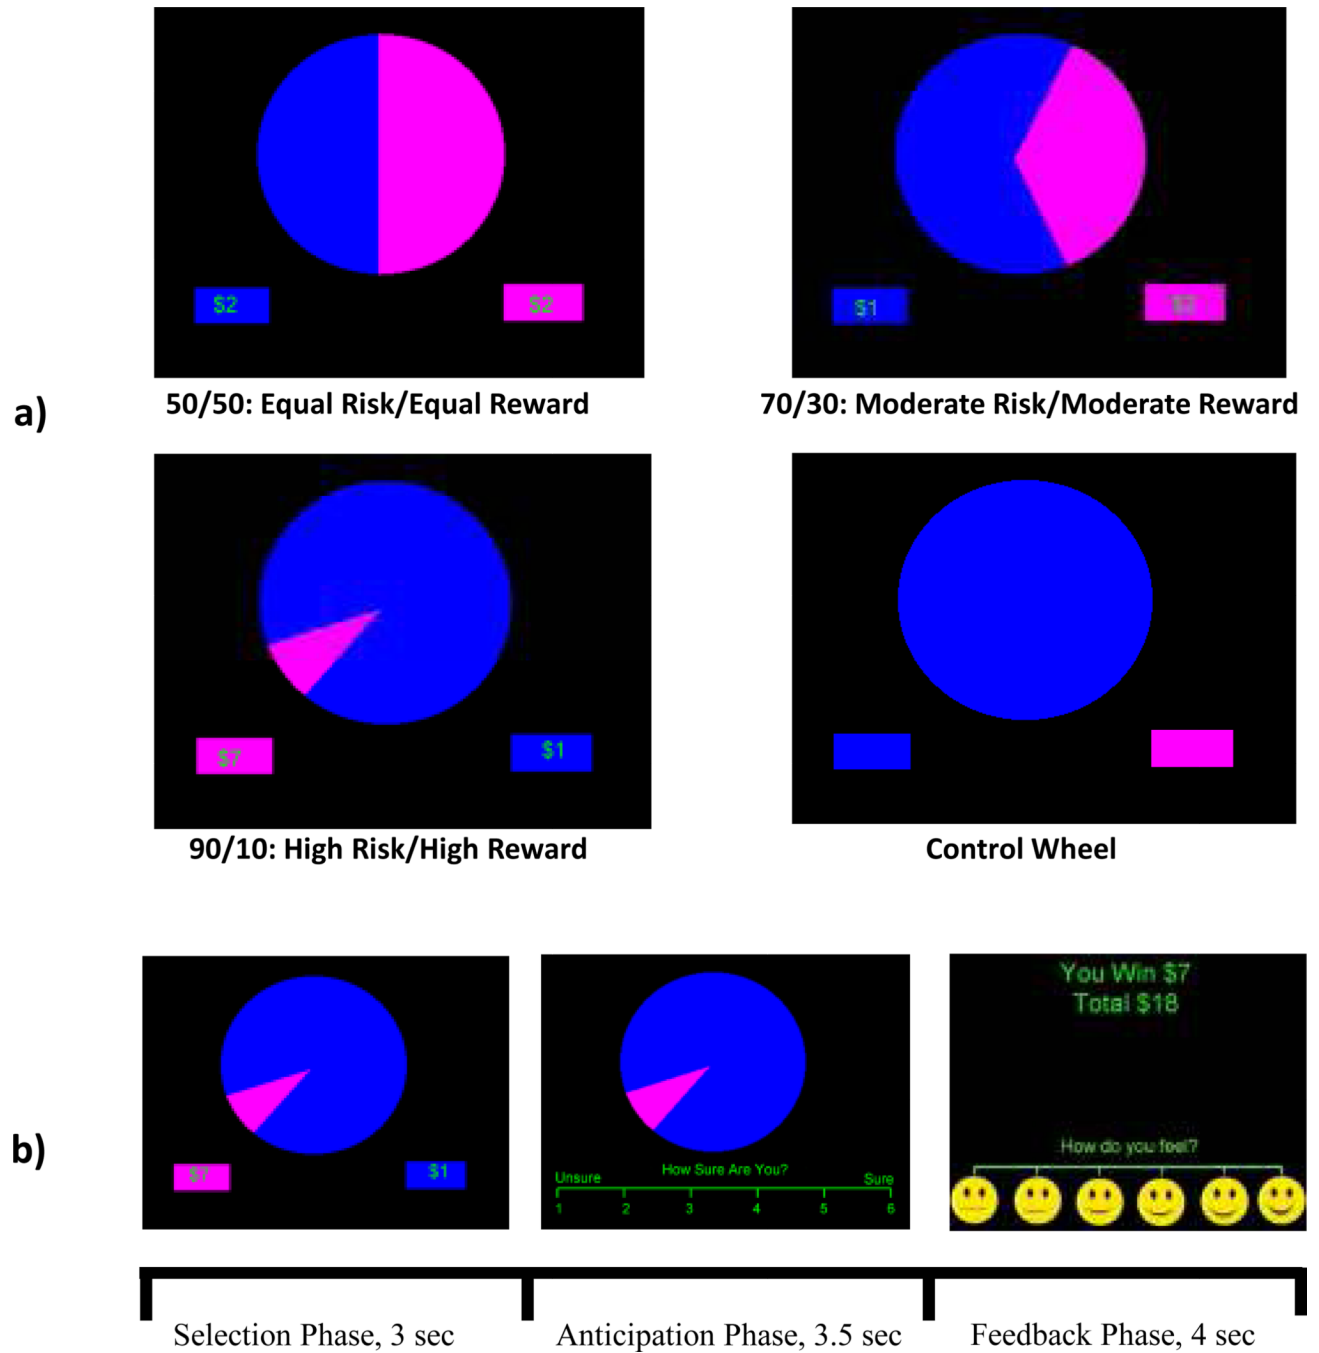 $2
$2
$1
50/50: Equal Risk/Equal Reward
70/30: Moderate Risk/Moderate Reward
a)
$7
$1
90/10: High Risk/High Reward
Control Wheel
b)
$7
$1
How Sure Are You?
Unsure
Sure
1 2 3 4 5 6
You Win $7
Total $18
How do you feel?
Selection Phase, 3 sec
Anticipation Phase, 3.5 sec
Feedback Phase, 4 sec